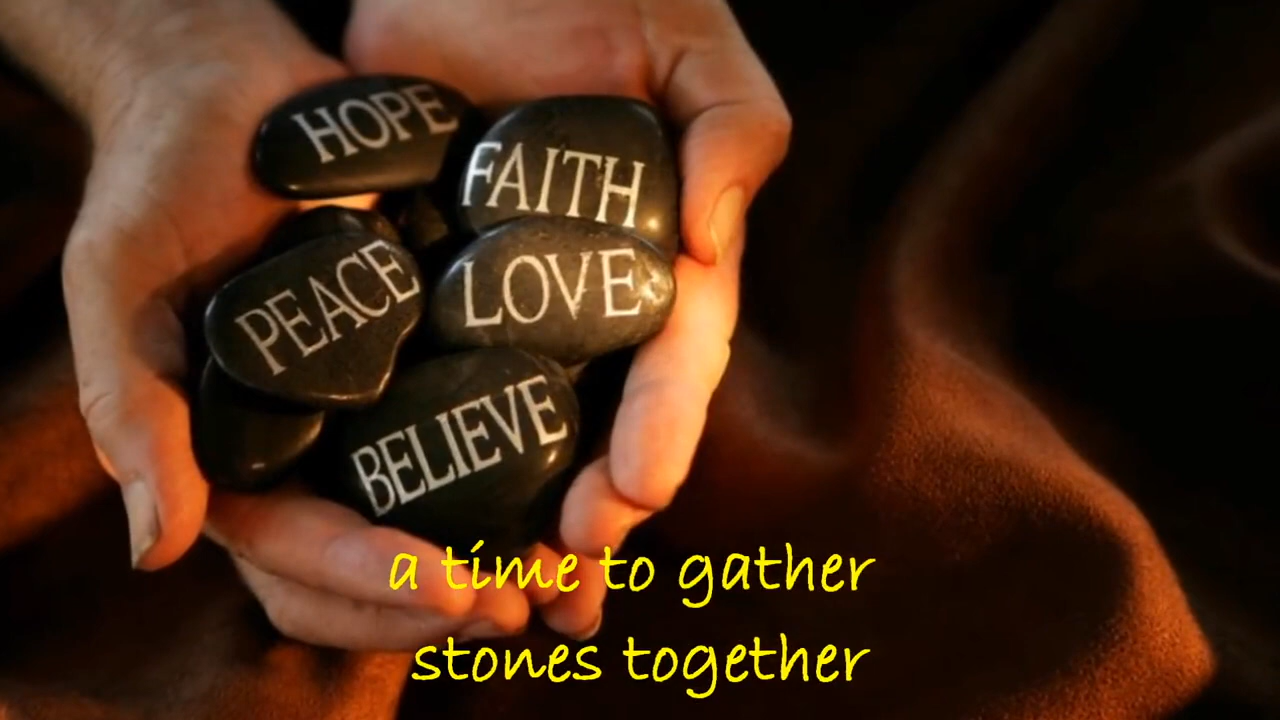 HOPE
FAITH
PEACE
LOVE
BELIEVE
a time to gather
stones together